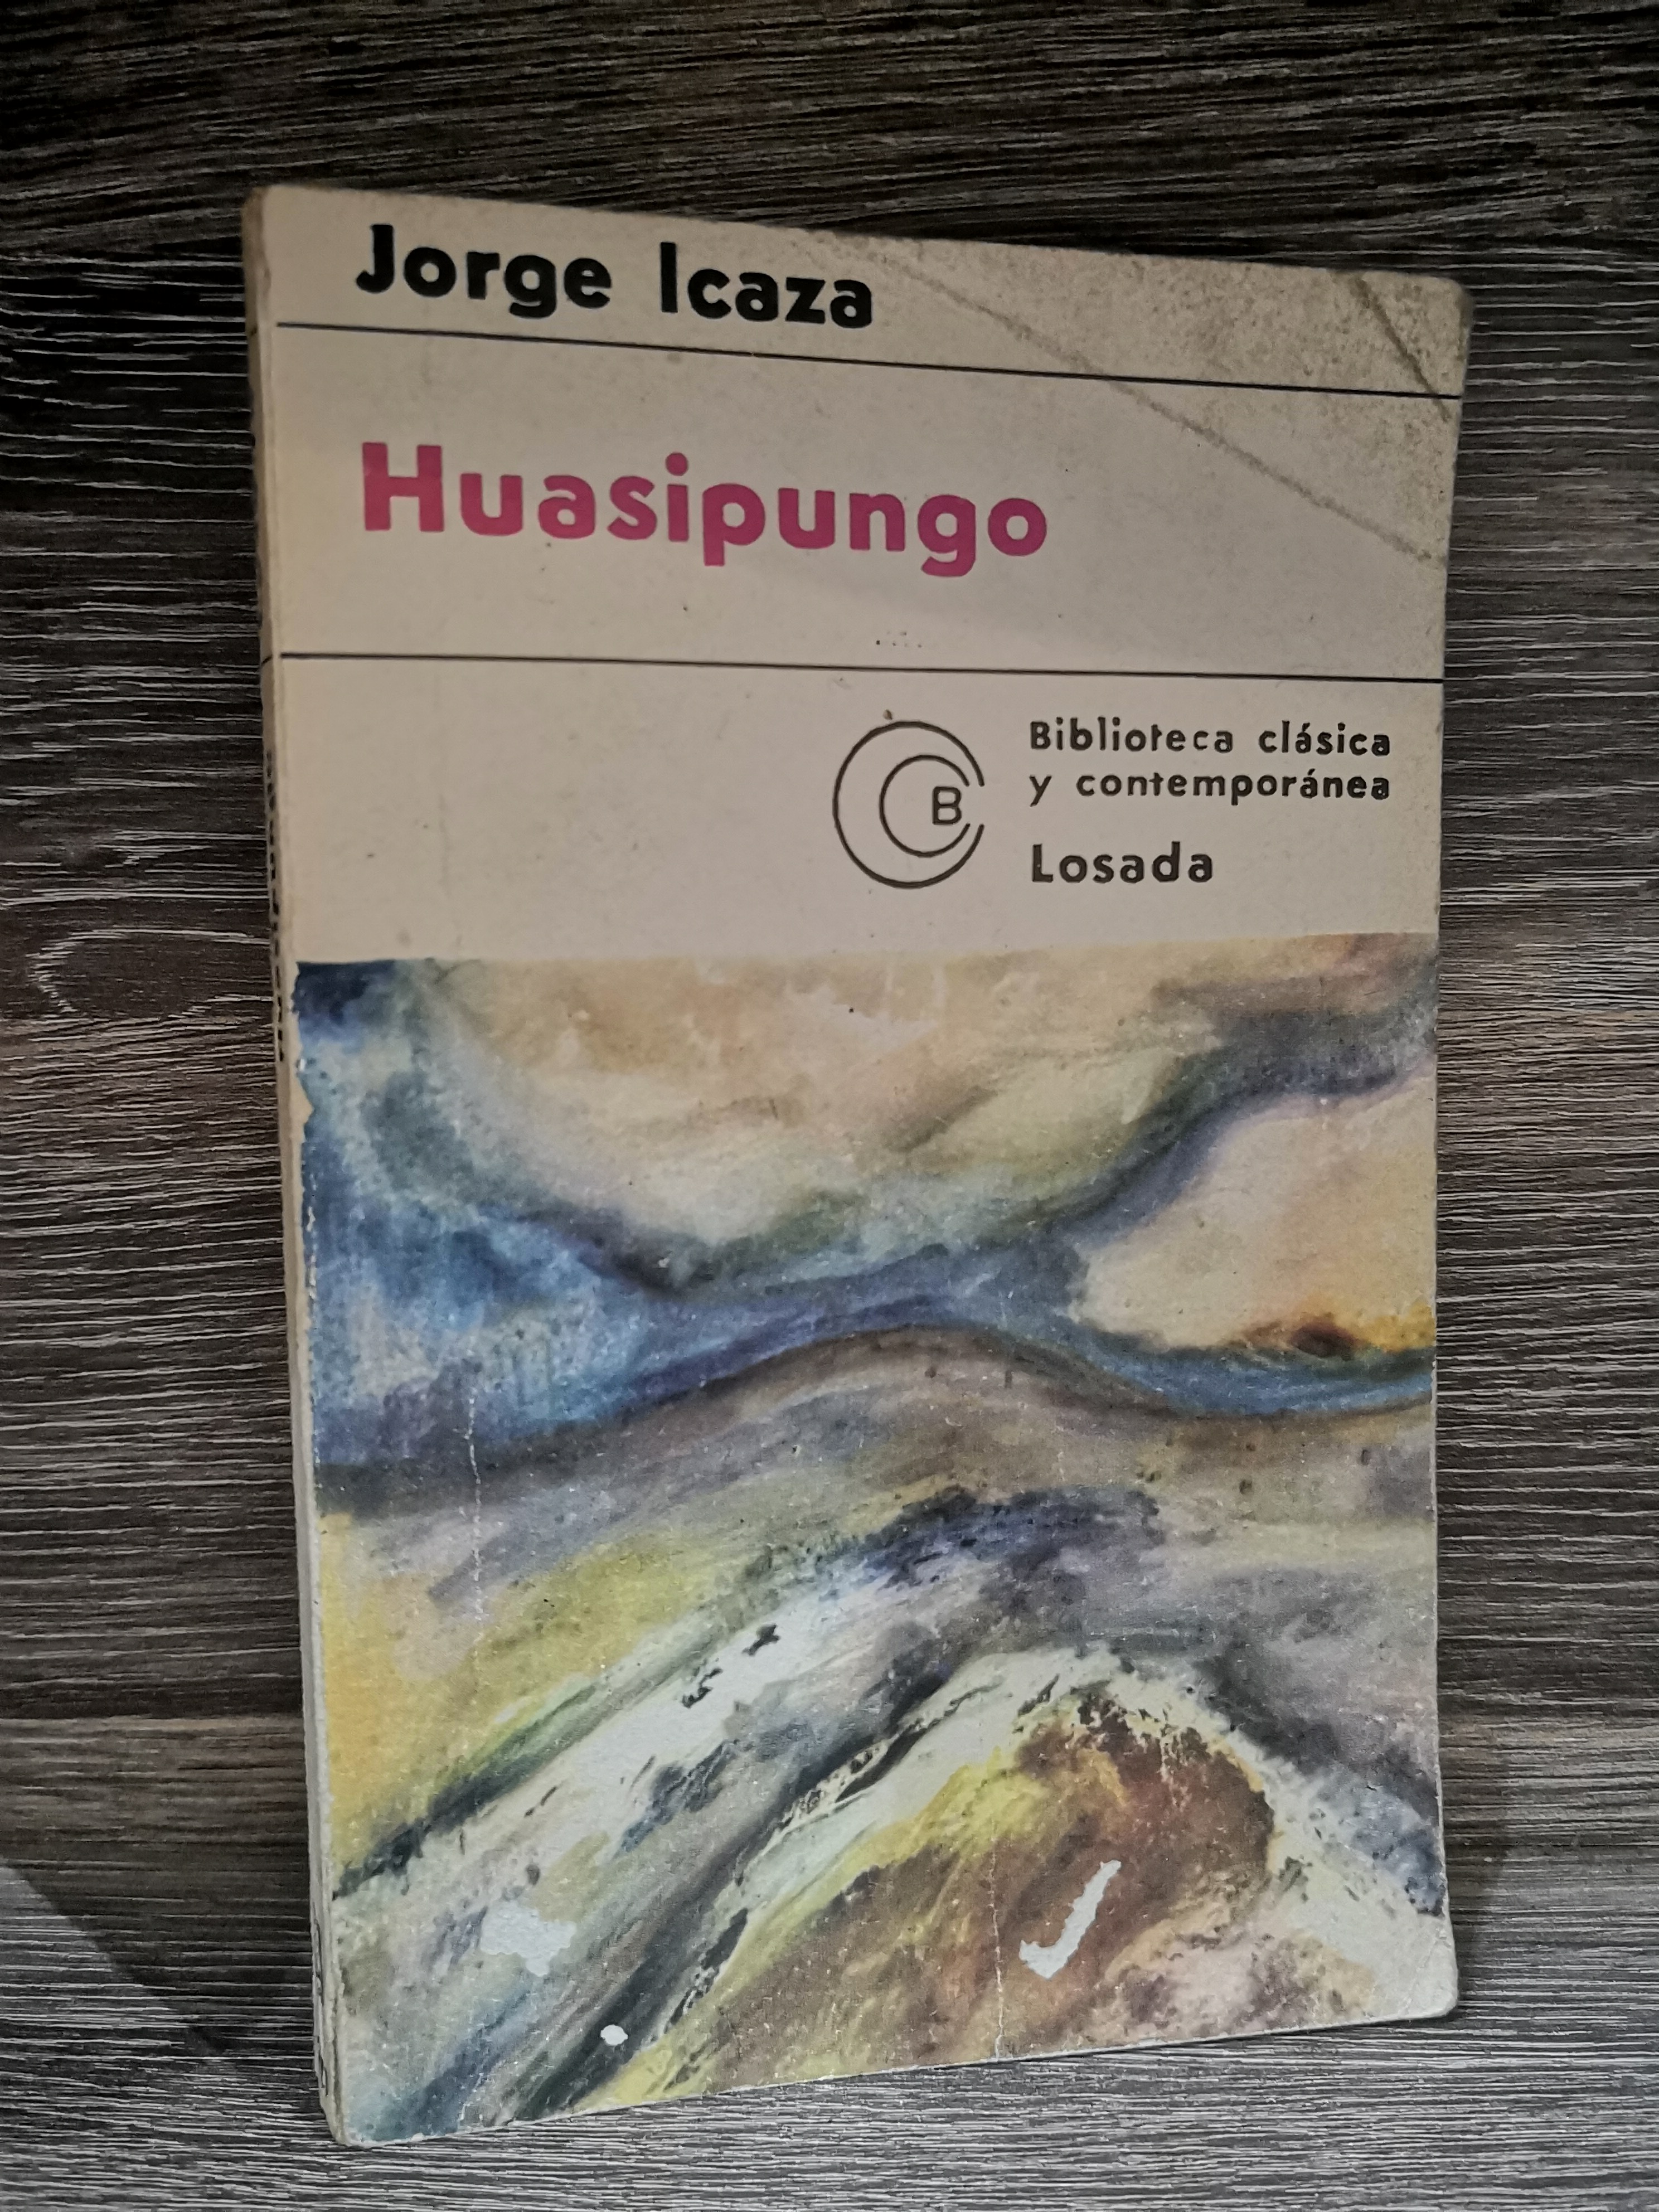 Jorge Icaza
Huasipungo
B
Biblioteca clásica
y contemporánea
Losada